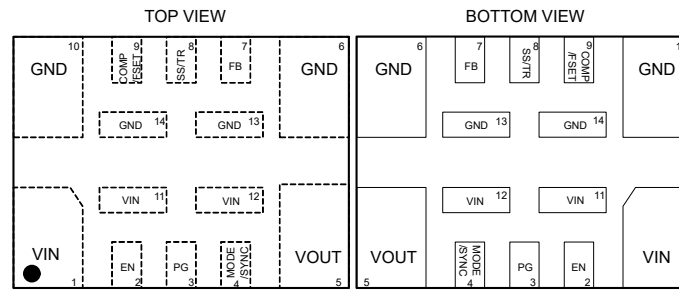 TOP VIEW
BOTTOM VIEW
10
9
8
7
6
GND
COMP
/FSET
SS/TR
FB
GND
GND
14
GND
13
VIN
11
VIN
12
VIN
EN
PG
MODE
/SYNC
VOUT
1
2
3
4
5
6
7
8
9
1
GND
FB
SS/TR
COMP
/FSET
GND
GND
13
GND
14
VIN
12
VIN
11
VOUT
MODE
/SYNC
PG
EN
VIN
5
4
3
2